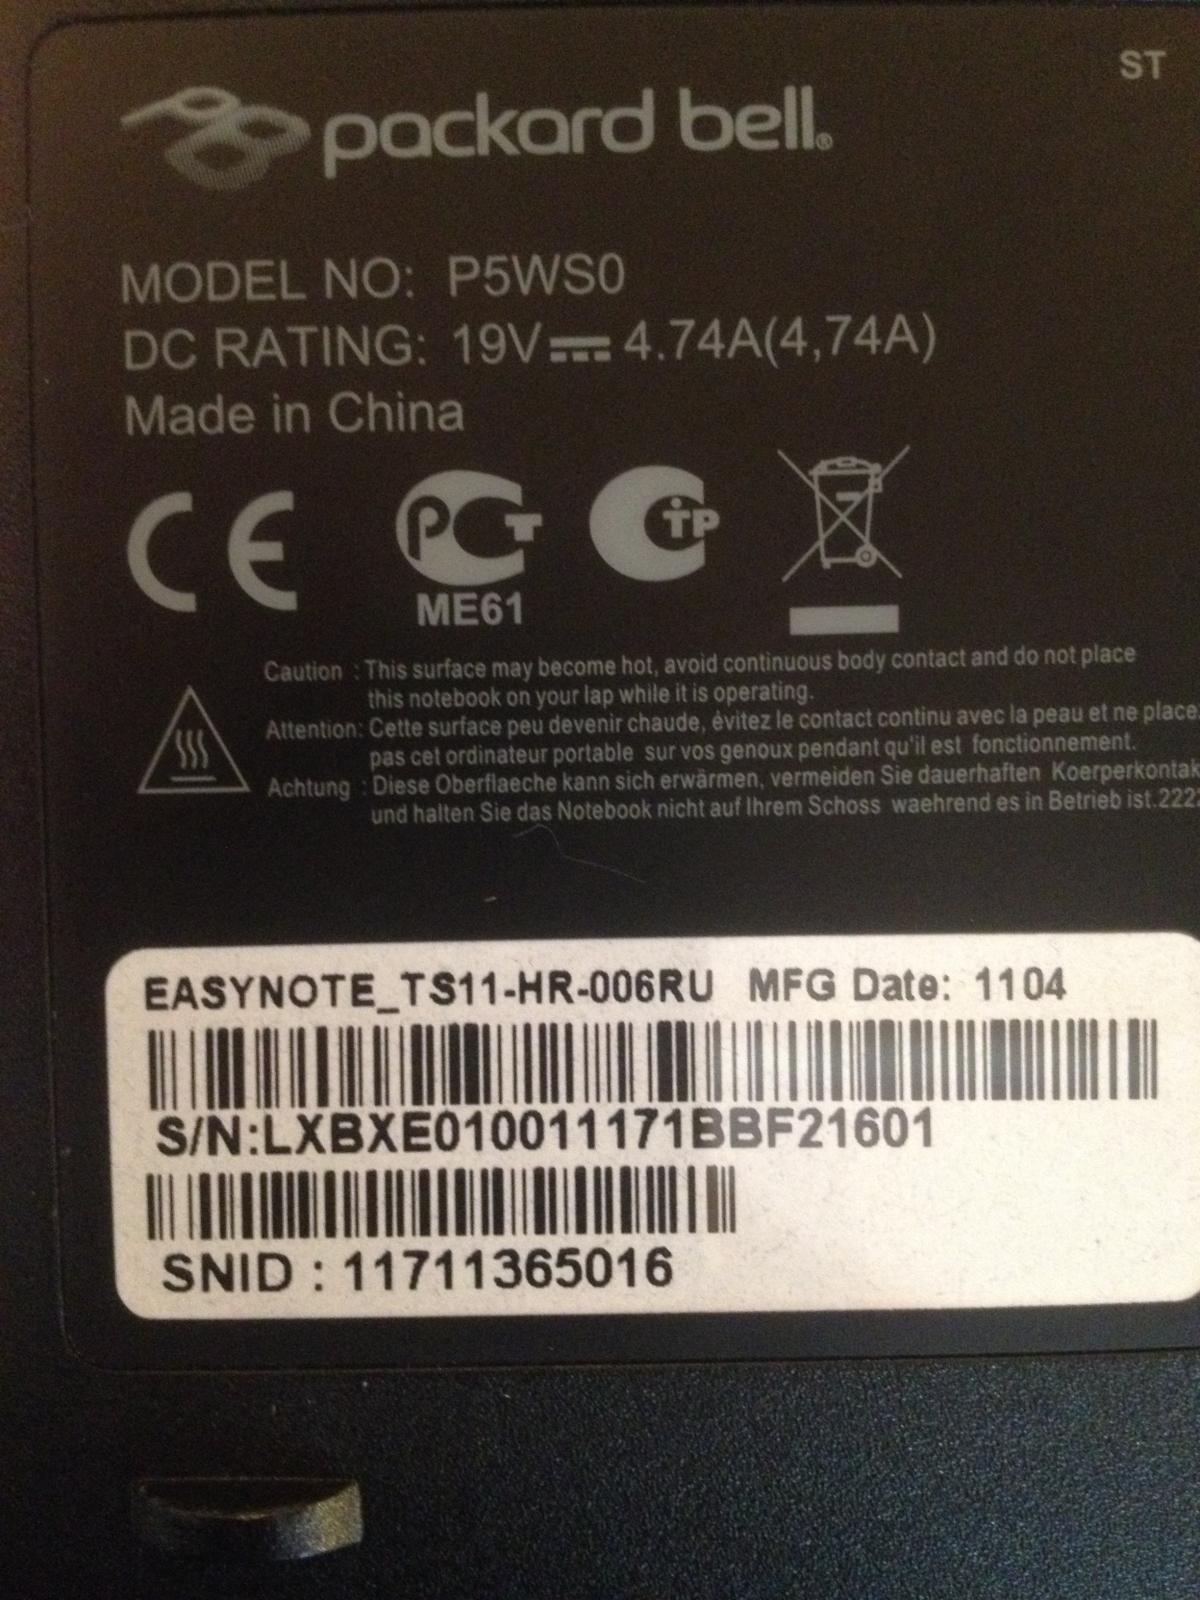 ST
packard bell®
MODEL NO: P5WS0
DC RATING: 19V 4.74A(4,74A)
Made in China
CE PCT CTP
ME61
Caution : This surface may become hot, avoid continuous body contact and do not place
this notebook on your lap while it is operating.
Attention: Cette surface peu devenir chaude, évitez le contact continu avec la peau et ne place
pas cet ordinateur portable sur vos genoux pendant qu'il est fonctionnement.
Achtung : Diese Oberflaeche kann sich erwärmen, vermeiden Sie dauerhaften Koerperkontak
und halten Sie das Notebook nicht auf Ihrem Schoss waehrend es in Betrieb ist.222
EASYNOTE_TS11-HR-006RU MFG Date: 1104
S/N:LXBXE010011171BBF21601
SNID : 11711365016